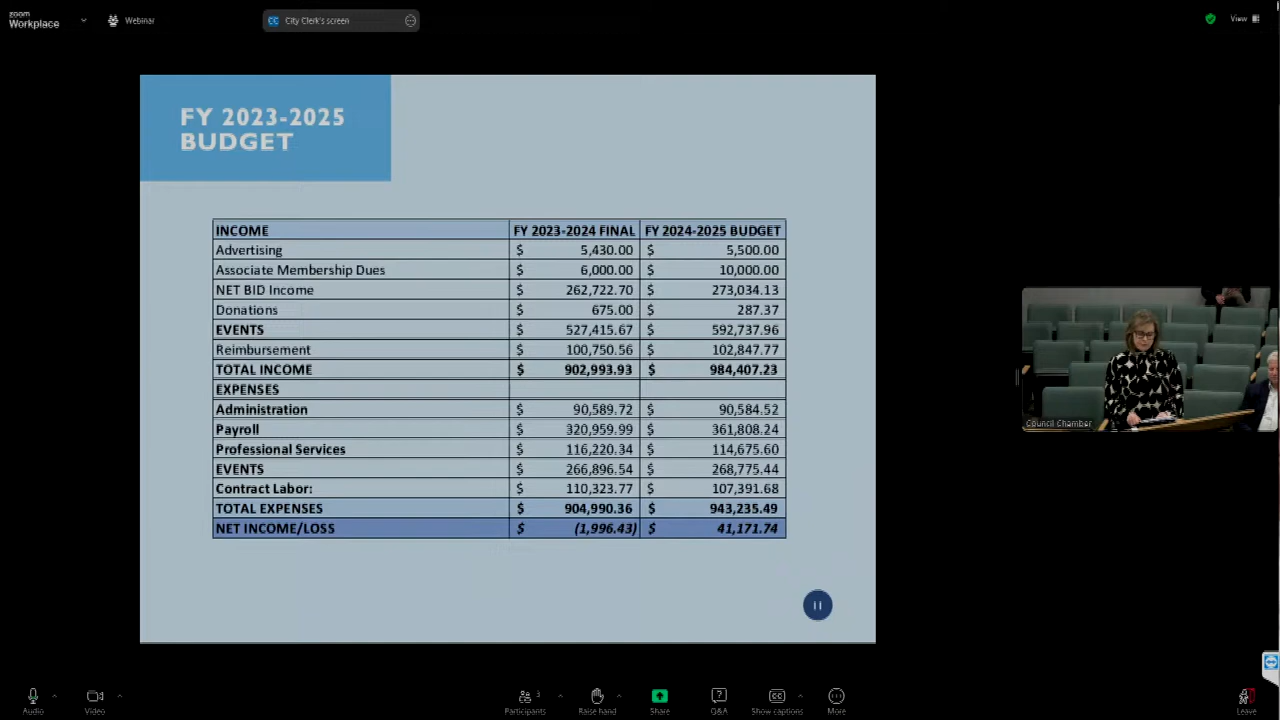 zoom
Workplace
Webinar
CC City Clerk's screen
View
FY 2023-2025
BUDGET
INCOME FY 2023-2024 FINAL FY 2024-2025 BUDGET
Advertising $ 5,430.00 $ 5,500.00
Associate Membership Dues $ 6,000.00 $ 10,000.00
NET BID Income $ 262,722.70 $ 273,034.13
Donations $ 675.00 $ 287.37
EVENTS $ 527,415.67 $ 592,737.96
Reimbursement $ 100,750.56 $ 102,847.77
TOTAL INCOME $ 902,993.93 $ 984,407.23
EXPENSES
Administration $ 90,589.72 $ 90,584.52
Payroll $ 320,959.99 $ 361,808.24
Professional Services $ 116,220.34 $ 114,675.60
EVENTS $ 266,896.54 $ 268,775.44
Contract Labor: $ 110,323.77 $ 107,391.68
TOTAL EXPENSES $ 904,990.36 $ 943,235.49
NET INCOME/LOSS $ (1,996.43) $ 41,171.74
11
Council Chamber
Audio
Video
3
Participants
Raise hand
Share
Q&A
CC
Show captions
More
Leave